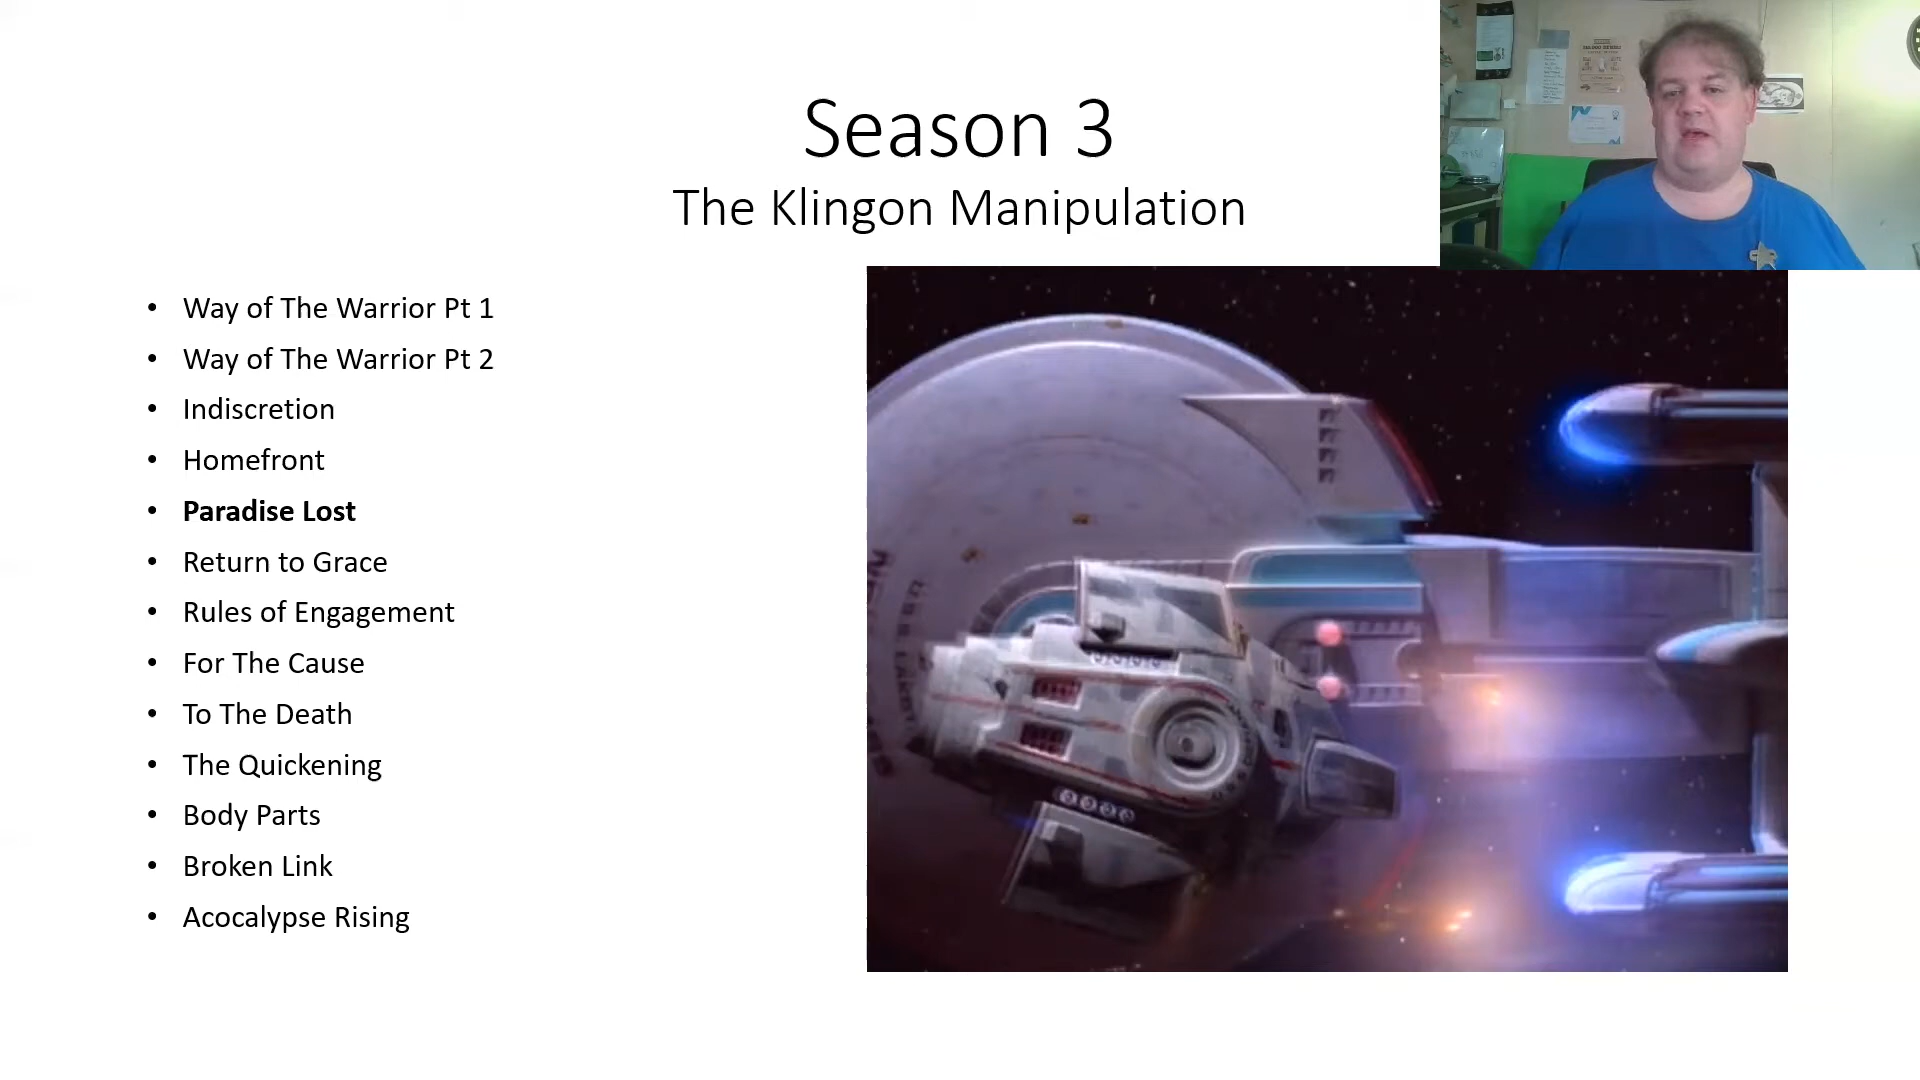 Season 3
The Klingon Manipulation
• Way of The Warrior Pt 1
• Way of The Warrior Pt 2
• Indiscretion
• Homefront
• Paradise Lost
• Return to Grace
• Rules of Engagement
• For The Cause
• To The Death
• The Quickening
• Body Parts
• Broken Link
• Acocalypse Rising